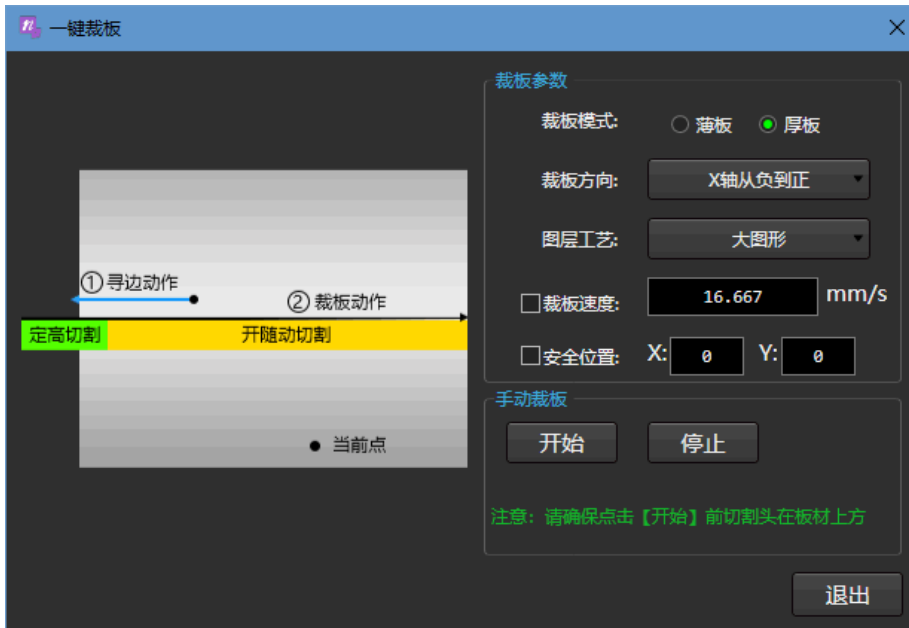 一键裁板
裁板参数
裁板模式: 薄板 厚板
裁板方向: X轴从负到正
图层工艺: 大图形
裁板速度: 16.667 mm/s
安全位置: X: 0 Y: 0
①寻边动作
②裁板动作
定高切割 开随动切割
当前点
手动裁板
开始 停止
注意：请确保点击【开始】前切割头在板材上方
退出